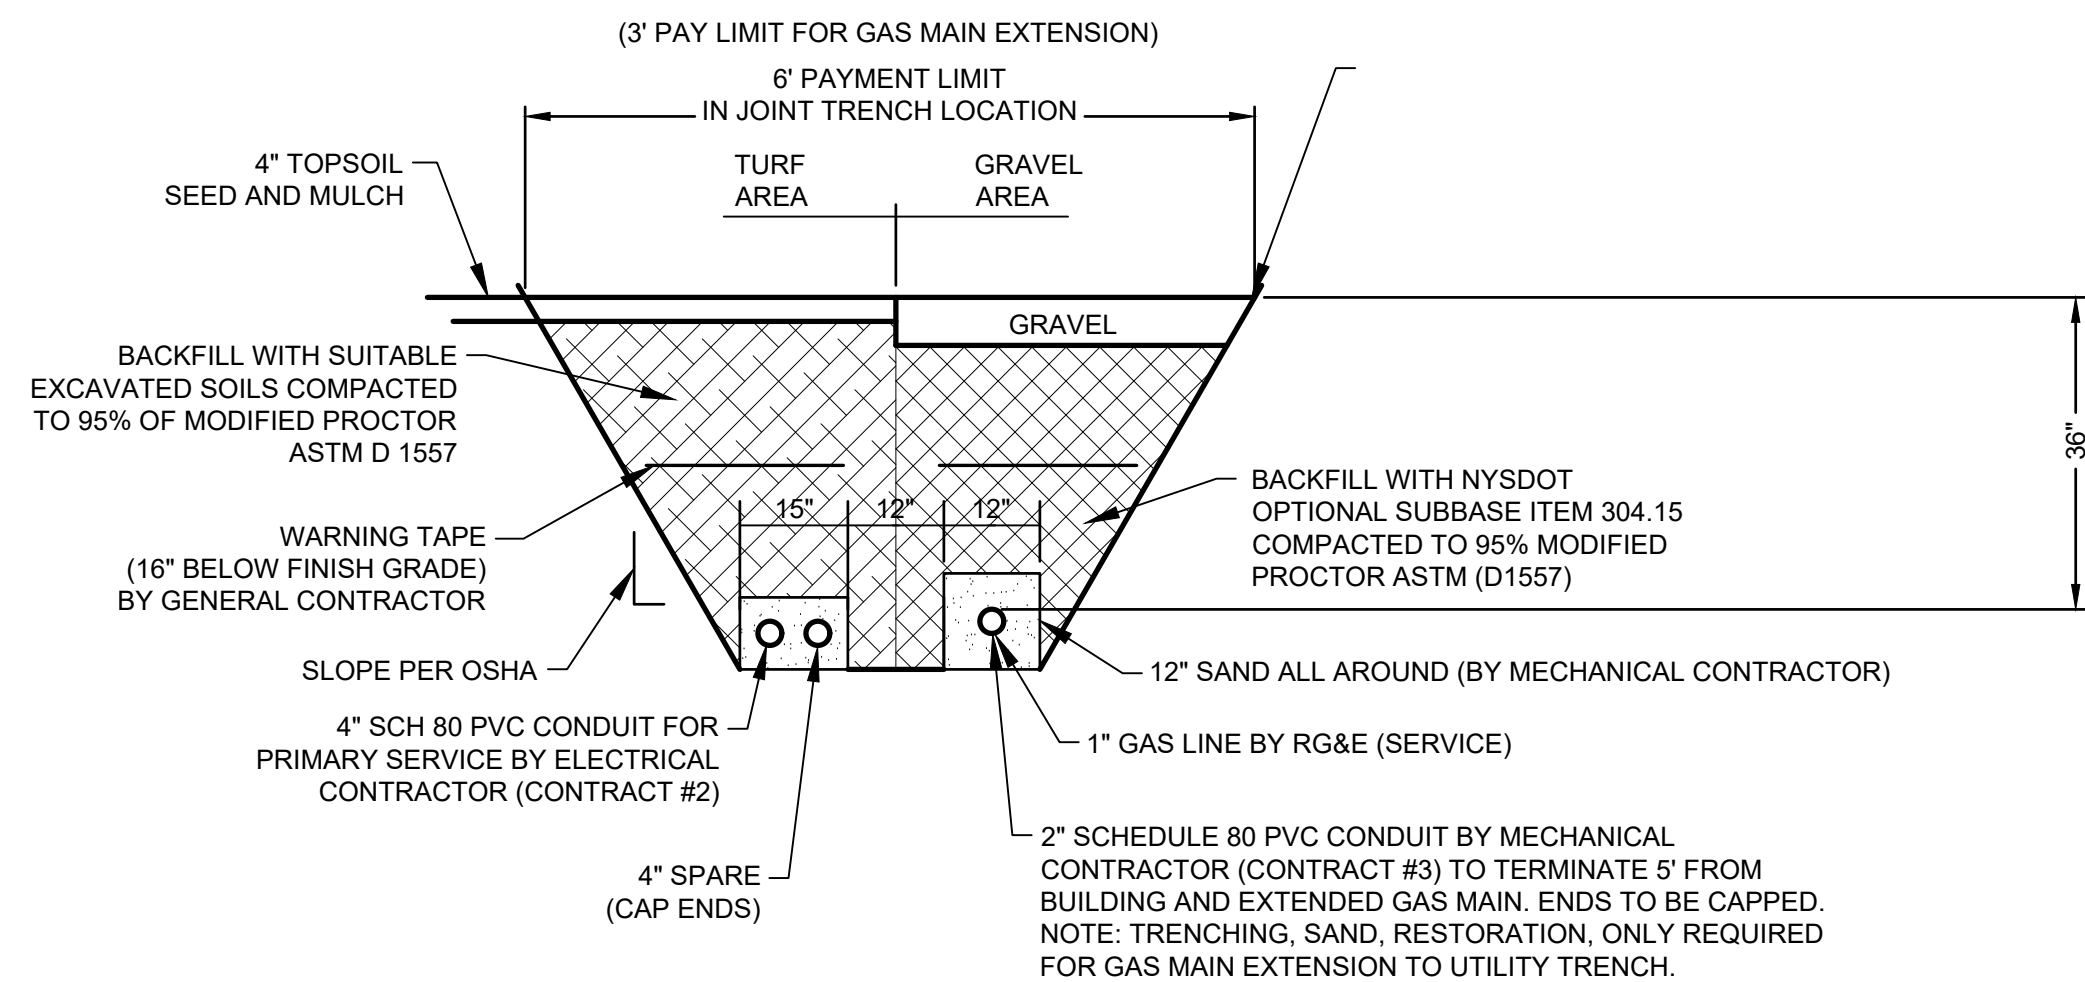 (3' PAY LIMIT FOR GAS MAIN EXTENSION)
6' PAYMENT LIMIT
IN JOINT TRENCH LOCATION
4" TOPSOIL
SEED AND MULCH
TURF
AREA
GRAVEL
AREA
GRAVEL
BACKFILL WITH SUITABLE
EXCAVATED SOILS COMPACTED
TO 95% OF MODIFIED PROCTOR
ASTM D 1557
36"
15"
12"
12"
BACKFILL WITH NYSDOT
OPTIONAL SUBBASE ITEM 304.15
COMPACTED TO 95% MODIFIED
PROCTOR ASTM (D1557)
WARNING TAPE
(16" BELOW FINISH GRADE)
BY GENERAL CONTRACTOR
SLOPE PER OSHA
12" SAND ALL AROUND (BY MECHANICAL CONTRACTOR)
4" SCH 80 PVC CONDUIT FOR
PRIMARY SERVICE BY ELECTRICAL
CONTRACTOR (CONTRACT #2)
1" GAS LINE BY RG&E (SERVICE)
4" SPARE
(CAP ENDS)
2" SCHEDULE 80 PVC CONDUIT BY MECHANICAL
CONTRACTOR (CONTRACT #3) TO TERMINATE 5' FROM
BUILDING AND EXTENDED GAS MAIN. ENDS TO BE CAPPED.
NOTE: TRENCHING, SAND, RESTORATION, ONLY REQUIRED
FOR GAS MAIN EXTENSION TO UTILITY TRENCH.